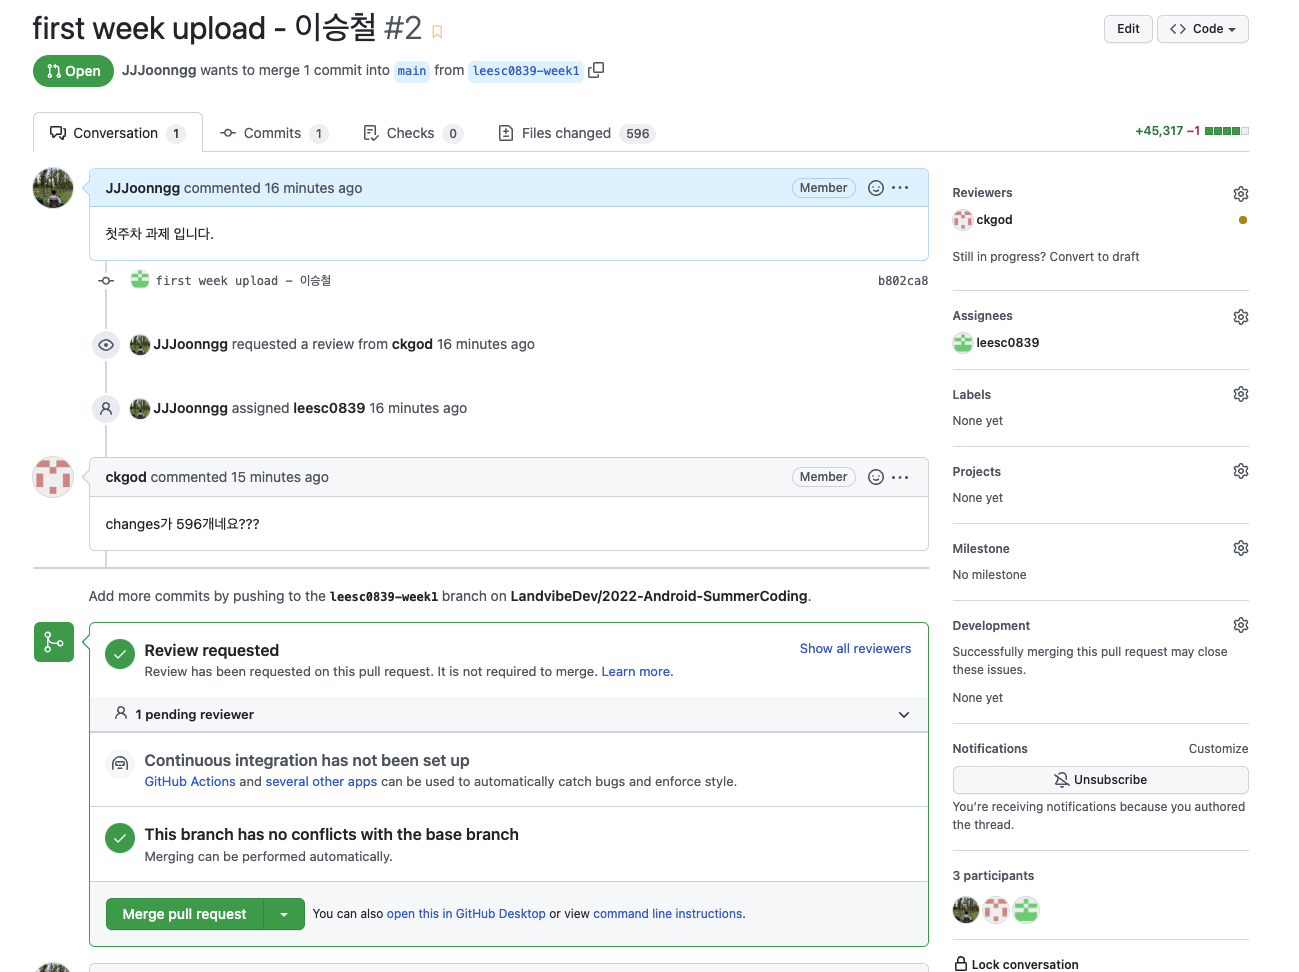 first week upload - 이승철 #2
Edit
Code
Open
JJJoonngg wants to merge 1 commit into main from leesc0839-week1
Conversation 1
Commits 1
Checks 0
Files changed 596
+45,317 −1
JJJoonngg commented 16 minutes ago
Member
첫주차 과제 입니다.
first week upload - 이승철
b802ca8
JJJoonngg requested a review from ckgod 16 minutes ago
JJJoonngg assigned leesc0839 16 minutes ago
ckgod commented 15 minutes ago
Member
changes가 596개네요???
Add more commits by pushing to the leesc0839-week1 branch on LandvibeDev/2022-Android-SummerCoding.
Review requested
Show all reviewers
Review has been requested on this pull request. It is not required to merge. Learn more.
1 pending reviewer
Continuous integration has not been set up
GitHub Actions and several other apps can be used to automatically catch bugs and enforce style.
This branch has no conflicts with the base branch
Merging can be performed automatically.
Merge pull request
You can also open this in GitHub Desktop or view command line instructions.
Reviewers
ckgod
Still in progress? Convert to draft
Assignees
leesc0839
Labels
None yet
Projects
None yet
Milestone
No milestone
Development
Successfully merging this pull request may close
these issues.
None yet
Notifications
Customize
Unsubscribe
You're receiving notifications because you authored
the thread.
3 participants
Lock conversation